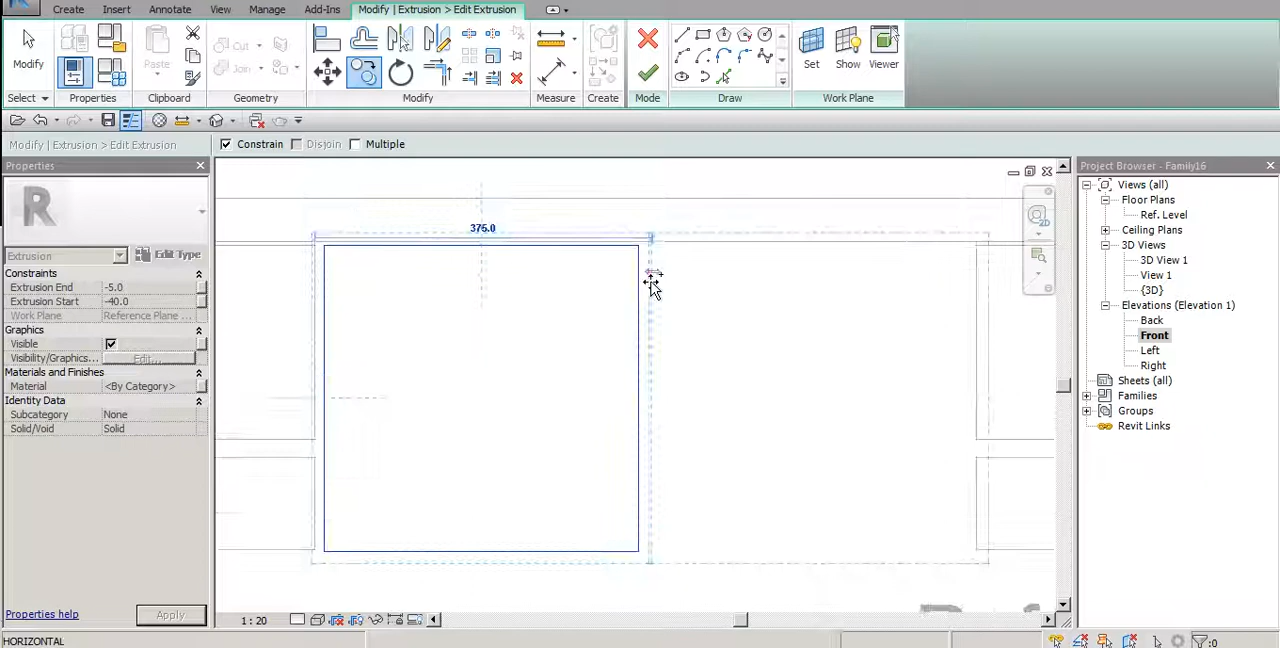 Create Insert Annotate View Manage Add-Ins Modify | Extrusion > Edit Extrusion
Modify
Paste
Cut
Join
Set Show Viewer
Select Properties Clipboard Geometry Modify Measure Create Mode Draw Work Plane
Modify | Extrusion > Edit Extrusion
Constrain Disjoin Multiple
Properties
R
Extrusion
Edit Type
Constraints
Extrusion End -5.0
Extrusion Start -40.0
Work Plane Reference Plane ...
Graphics
Visible
Visibility/Graphics... Edit...
Materials and Finishes
Material <By Category>
Identity Data
Subcategory None
Solid/Void Solid
Properties help
Apply
375.0
2D
1 : 20
Project Browser - Family16
Views (all)
Floor Plans
Ref. Level
Ceiling Plans
3D Views
3D View 1
View 1
{3D}
Elevations (Elevation 1)
Back
Front
Left
Right
Sheets (all)
Families
Groups
Revit Links
HORIZONTAL
:0